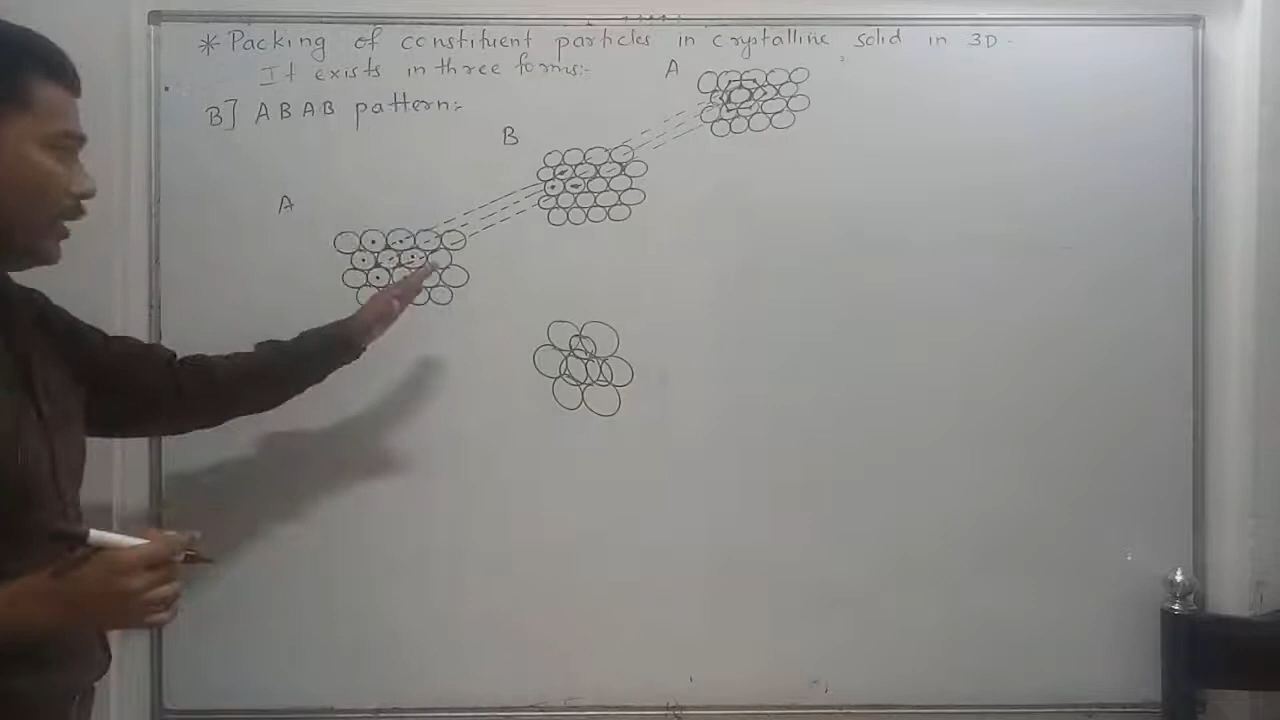 * Packing of constituent particles in crystalline solid in 3D.
It exists in three forms:-
B] ABAB pattern:-
A
B
A